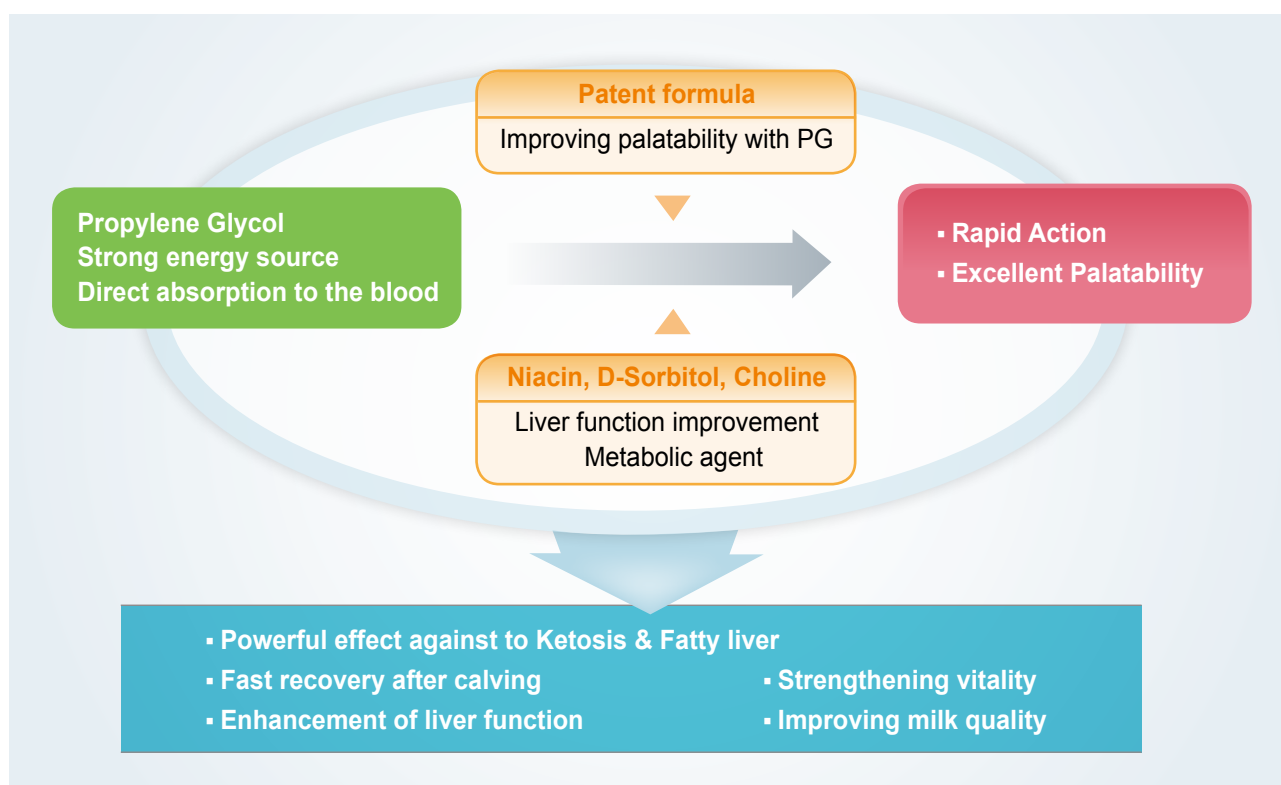 Patent formula
Improving palatability with PG
Propylene Glycol
Strong energy source
Direct absorption to the blood
▪ Rapid Action
▪ Excellent Palatability
Niacin, D-Sorbitol, Choline
Liver function improvement
Metabolic agent
▪ Powerful effect against to Ketosis & Fatty liver
▪ Fast recovery after calving
▪ Strengthening vitality
▪ Enhancement of liver function
▪ Improving milk quality